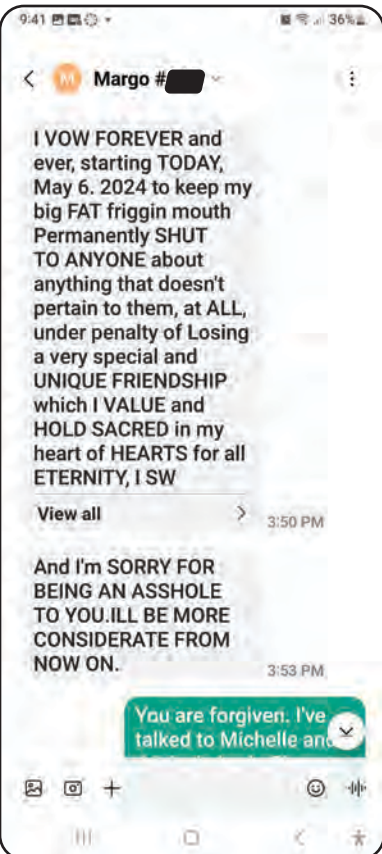 9:41
36%
M
Margo #
I VOW FOREVER and
ever, starting TODAY,
May 6. 2024 to keep my
big FAT friggin mouth
Permanently SHUT
TO ANYONE about
anything that doesn't
pertain to them, at ALL,
under penalty of Losing
a very special and
UNIQUE FRIENDSHIP
which I VALUE and
HOLD SACRED in my
heart of HEARTS for all
ETERNITY, I SW
View all >
3:50 PM
And I'm SORRY FOR
BEING AN ASSHOLE
TO YOU.ILL BE MORE
CONSIDERATE FROM
NOW ON.
3:53 PM
You are forgiven. I've
talked to Michelle and